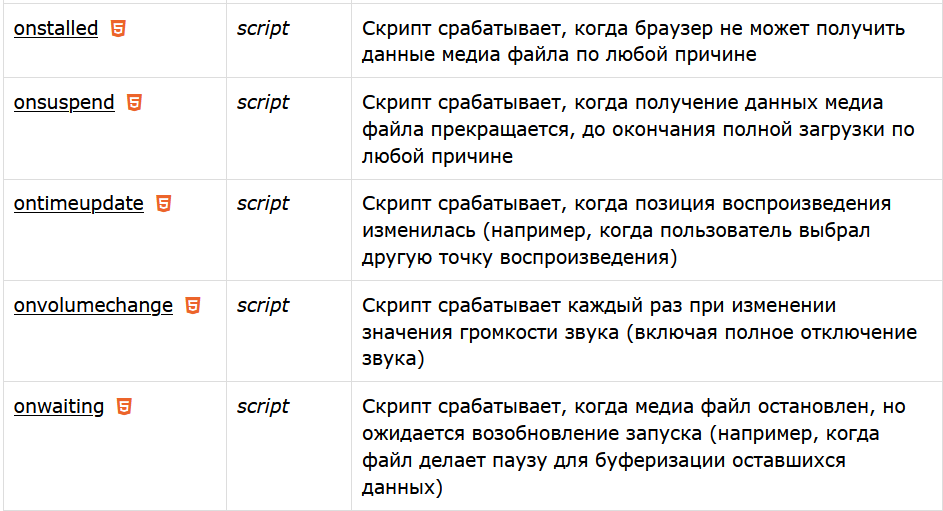 onstalled script Скрипт срабатывает, когда браузер не может получить
данные медиа файла по любой причине
onsuspend script Скрипт срабатывает, когда получение данных медиа
файла прекращается, до окончания полной загрузки по
любой причине
ontimeupdate script Скрипт срабатывает, когда позиция воспроизведения
изменилась (например, когда пользователь выбрал
другую точку воспроизведения)
onvolumechange script Скрипт срабатывает каждый раз при изменении
значения громкости звука (включая полное отключение
звука)
onwaiting script Скрипт срабатывает, когда медиа файл остановлен, но
ожидается возобновление запуска (например, когда
файл делает паузу для буферизации оставшихся
данных)